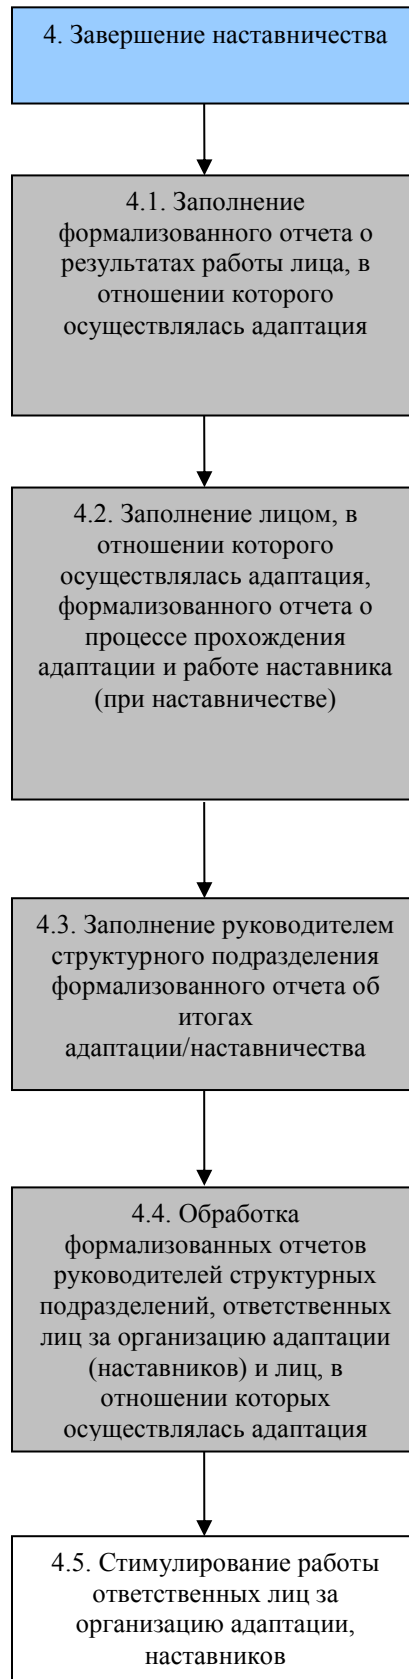 4. Завершение наставничества
4.1. Заполнение
формализованного отчета о
результатах работы лица, в
отношении которого
осуществлялась адаптация
4.2. Заполнение лицом, в
отношении которого
осуществлялась адаптация,
формализованного отчета о
процессе прохождения
адаптации и работе наставника
(при наставничестве)
4.3. Заполнение руководителем
структурного подразделения
формализованного отчета об
итогах
адаптации/наставничества
4.4. Обработка
формализованных отчетов
руководителей структурных
подразделений, ответственных
лиц за организацию адаптации
(наставников) и лиц, в
отношении которых
осуществлялась адаптация
4.5. Стимулирование работы
ответственных лиц за
организацию адаптации,
наставников